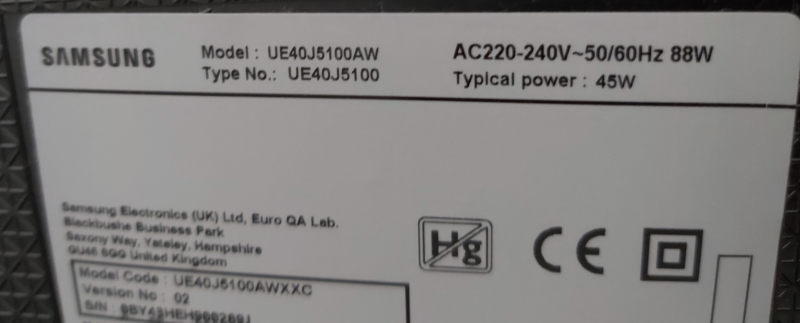 SAMSUNG
Model : UE40J5100AW
Type No.: UE40J5100
AC220-240V~50/60Hz 88W
Typical power : 45W
Samsung Electronics (UK) Ltd, Euro QA Lab.
Blackbushe Business Park
Saxony Way, Yateley, Hampshire
GU46 6GG United Kingdom
Hg
CE
Model Code : UE40J5100AWXXC
Version No : 02
S/N :